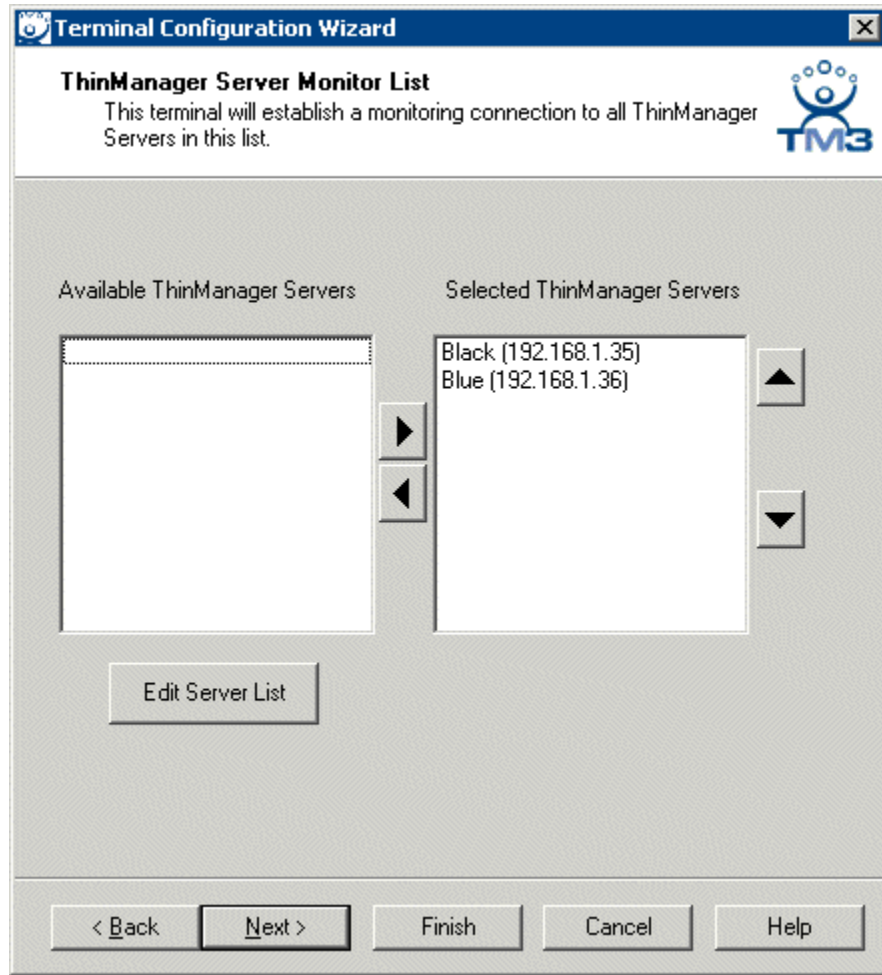 Terminal Configuration Wizard
ThinManager Server Monitor List
This terminal will establish a monitoring connection to all ThinManager
Servers in this list.
TM3
Available ThinManager Servers
Selected ThinManager Servers
Black (192.168.1.35)
Blue (192.168.1.36)
Edit Server List
< Back
Next >
Finish
Cancel
Help